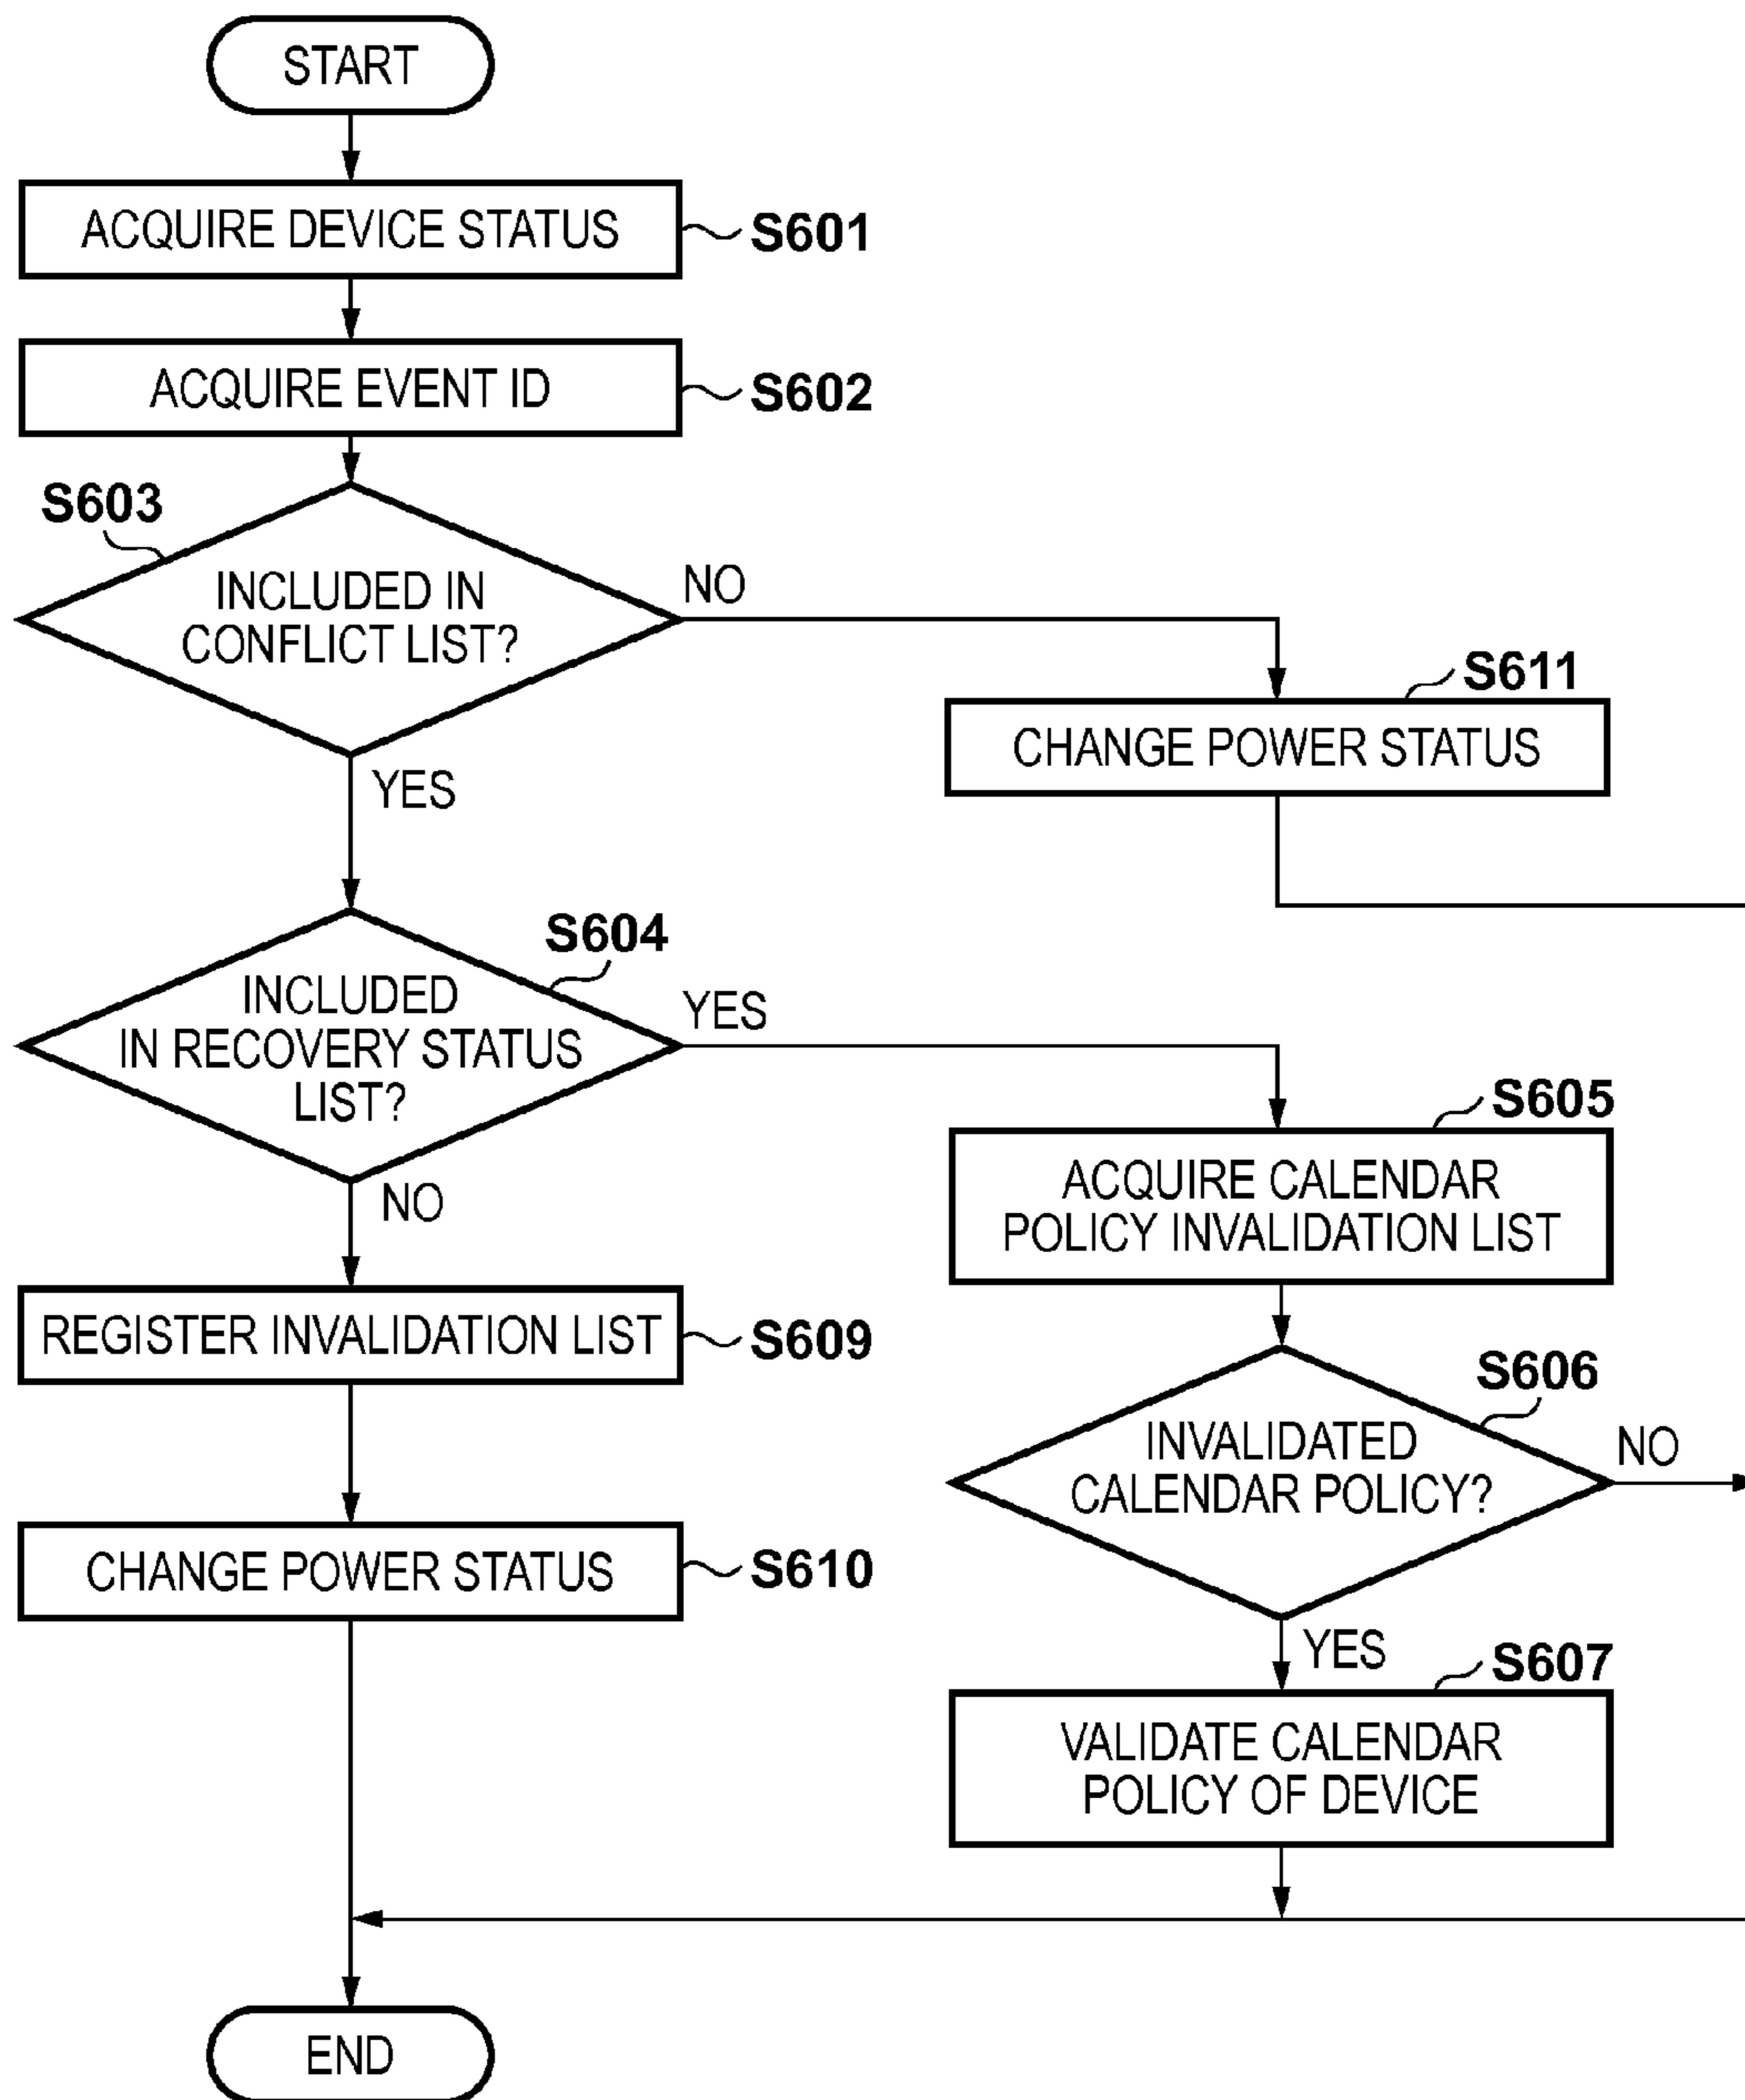 START
ACQUIRE DEVICE STATUS
S601
ACQUIRE EVENT ID
S602
S603
INCLUDED IN
CONFLICT LIST?
NO
YES
S611
CHANGE POWER STATUS
S604
INCLUDED
IN RECOVERY STATUS
LIST?
YES
NO
S605
ACQUIRE CALENDAR
POLICY INVALIDATION LIST
REGISTER INVALIDATION LIST
S609
S606
INVALIDATED
CALENDAR POLICY?
NO
YES
CHANGE POWER STATUS
S610
S607
VALIDATE CALENDAR
POLICY OF DEVICE
END